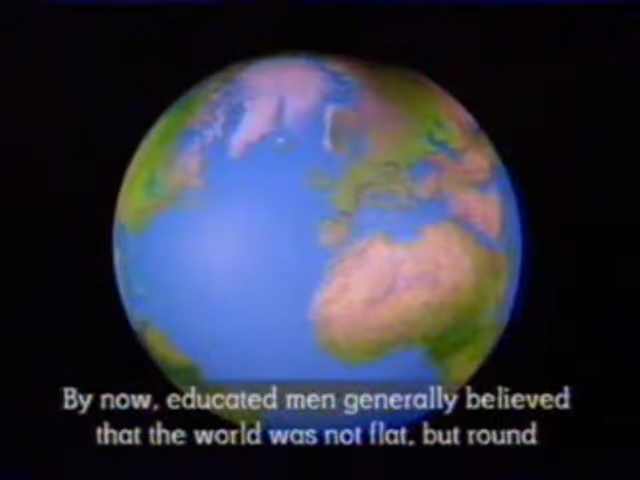 By now, educated men generally believed
that the world was not flat, but round